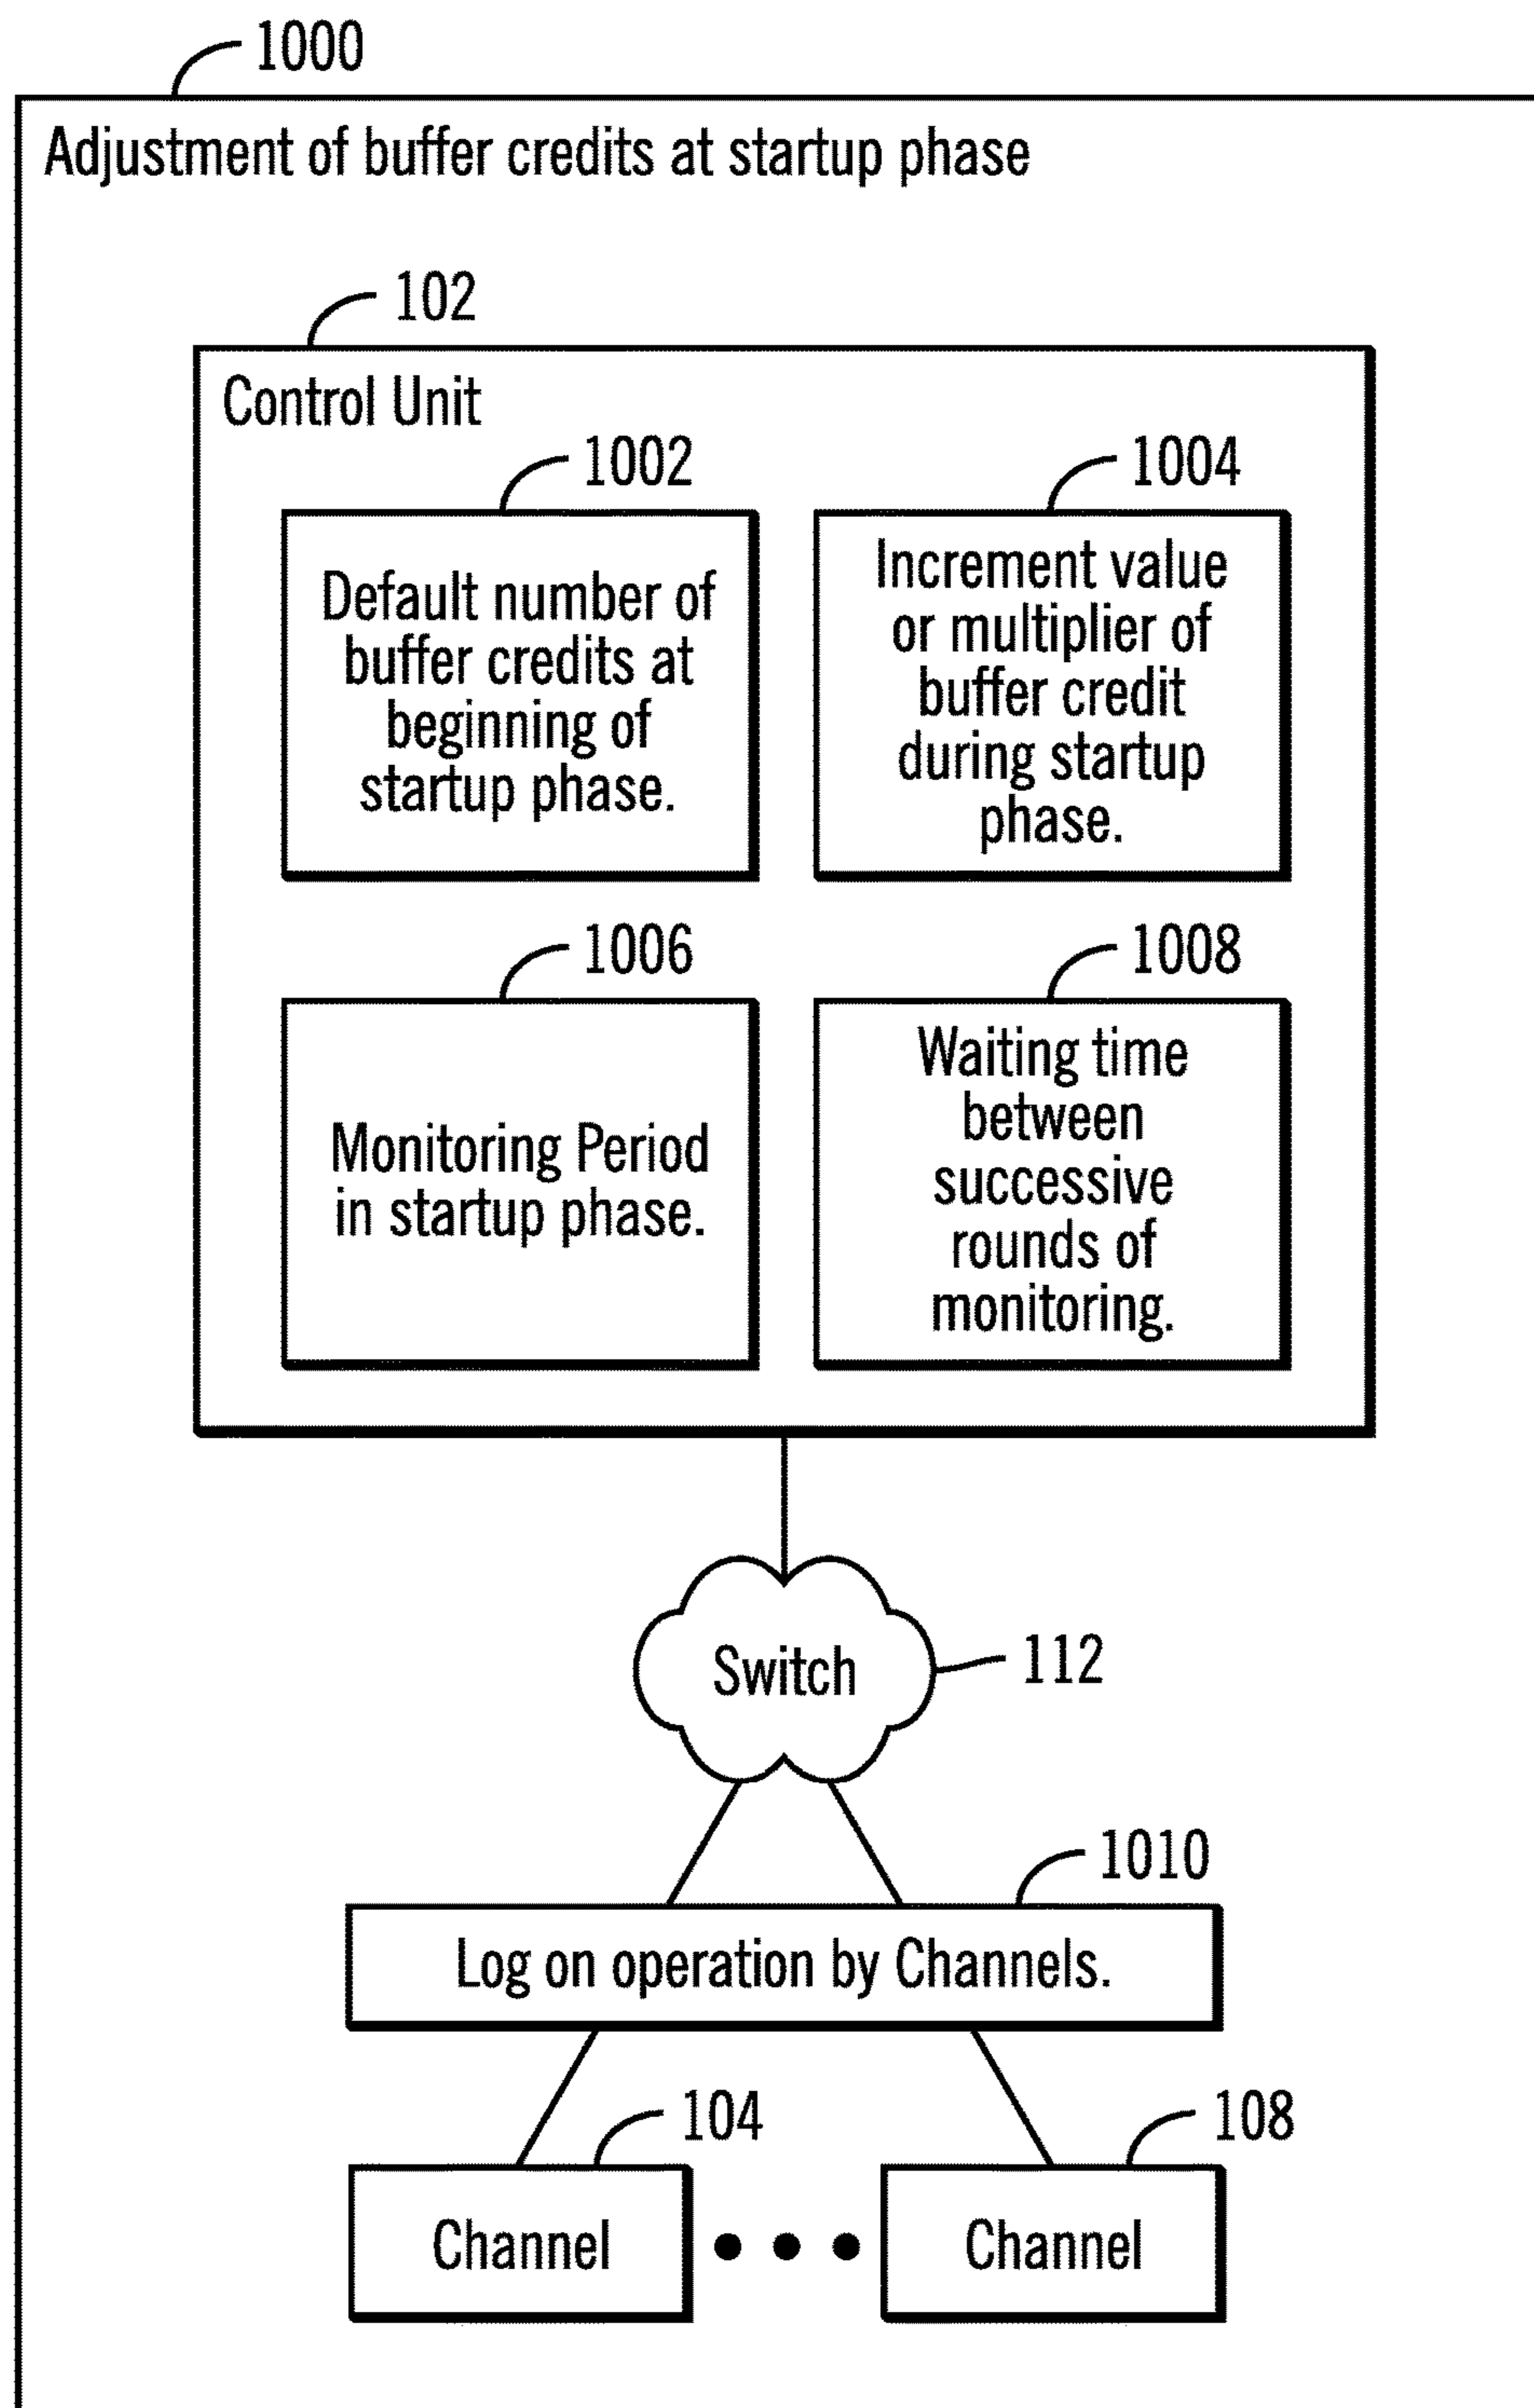 1000
Adjustment of buffer credits at startup phase
102
Control Unit
1002
Default number of
buffer credits at
beginning of
startup phase.
1004
Increment value
or multiplier of
buffer credit
during startup
phase.
1006
Monitoring Period
in startup phase.
1008
Waiting time
between
successive
rounds of
monitoring.
Switch
112
1010
Log on operation by Channels.
104
Channel
108
Channel